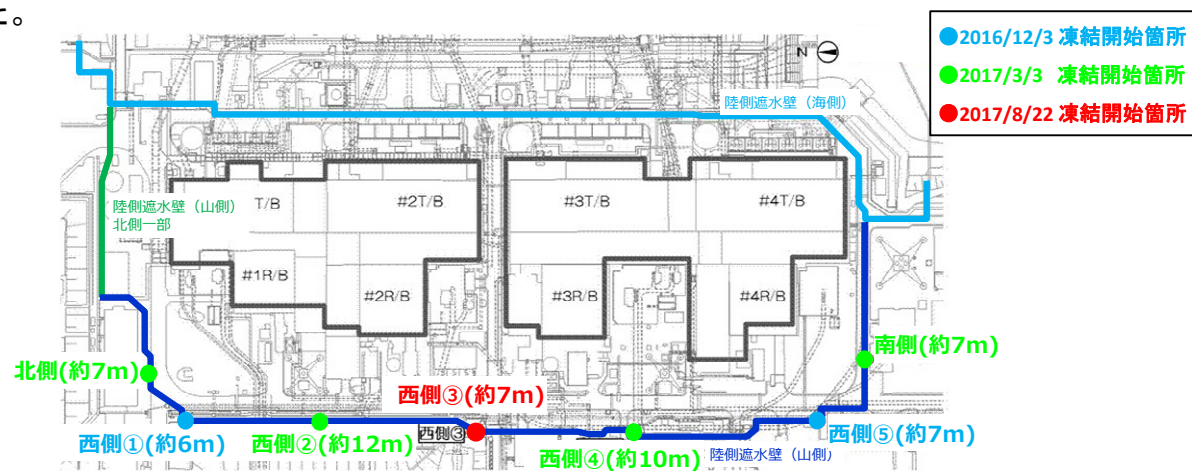 と。
●2016/12/3 凍結開始箇所
●2017/3/3 凍結開始箇所
●2017/8/22 凍結開始箇所
N
陸側遮水壁（海側）
陸側遮水壁（山側）
北側一部
T/B
#2T/B
#3T/B
#4T/B
#1R/B
#2R/B
#3R/B
#4R/B
北側(約7m)
南側(約7m)
西側③(約7m)
西側①(約6m)
西側②(約12m)
西側③
西側④(約10m)
陸側遮水壁（山側）
西側⑤(約7m)